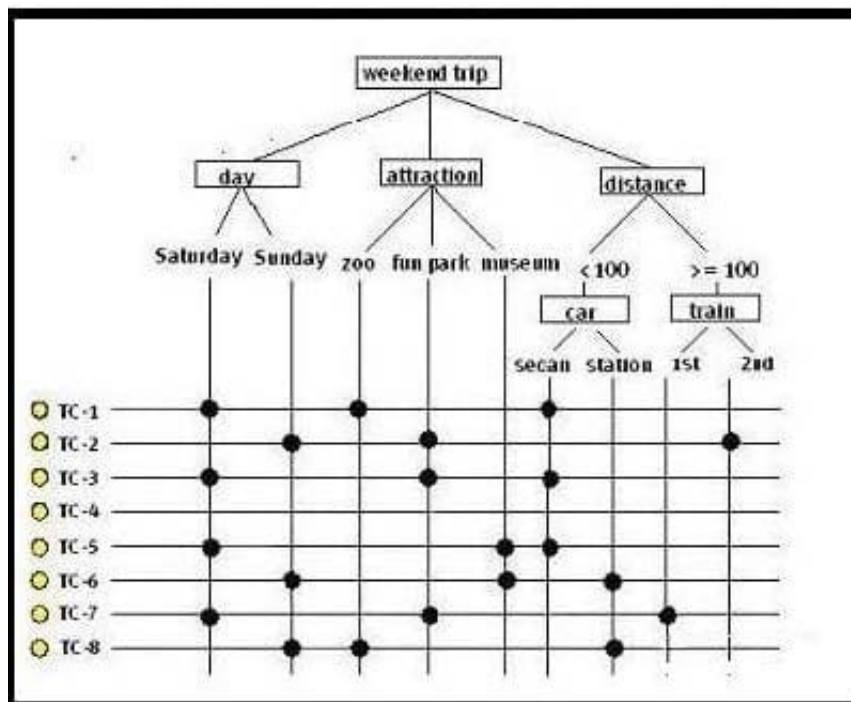 weekend trip
day attraction distance
Saturday Sunday zoo fun park museum < 100 >= 100
car train
secan station 1st 2nd
TC-1
TC-2
TC-3
TC-4
TC-5
TC-6
TC-7
TC-8